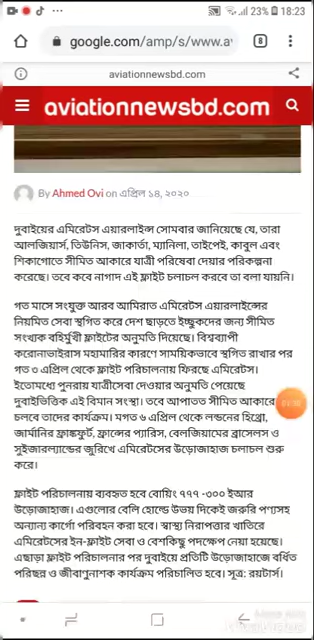 18:23
23%
google.com/amp/s/www.av
8
aviationnewsbd.com
aviationnewsbd.com
By Ahmed Ovi on এপ্রিল ১৪, ২০২০
দুবাইয়ের এমিরেটস এয়ারলাইন্স সোমবার জানিয়েছে যে, তারা
আলজিয়ার্স, তিউনিস, জাকার্তা, ম্যানিলা, তাইপেই, কাবুল এবং
শিকাগোতে সীমিত আকারে যাত্রী পরিষেবা দেয়ার পরিকল্পনা
করেছে। তবে কবে নাগাদ এই ফ্লাইট চলাচল করবে তা বলা যায়নি।
গত মাসে সংযুক্ত আরব আমিরাত এমিরেটস এয়ারলাইন্সের
নিয়মিত সেবা স্থগিত করে দেশ ছাড়তে ইচ্ছুকদের জন্য সীমিত
সংখ্যক বহির্মুখী ফ্লাইটের অনুমতি দিয়েছে। বিশ্বব্যাপী
করোনাভাইরাস মহামারির কারণে সাময়িকভাবে স্থগিত রাখার পর
গত ৩ এপ্রিল থেকে ফ্লাইট পরিচালনায় ফিরছে এমিরেটস।
ইতোমধ্যে পুনরায় যাত্রীসেবা দেওয়ার অনুমতি পেয়েছে
দুবাইভিত্তিক এই বিমান সংস্থা। তবে আপাতত সীমিত আকারে
চলবে তাদের কার্যক্রম। মগত ৬ এপ্রিল থেকে লন্ডনের হিথ্রো,
জার্মানির ফ্রাঙ্কফুর্ট, ফ্রান্সের প্যারিস, বেলজিয়ামের ব্রাসেলস ও
সুইজারল্যান্ডের জুরিখে এমিরেটসের উড়োজাহাজ চলাচল শুরু
করে।
ফ্লাইট পরিচালনায় ব্যবহৃত হবে বোয়িং ৭৭৭ -৩০০ ইআর
উড়োজাহাজ। এগুলোর বেলি হোল্ডে উভয় দিকেই জরুরি পণ্যসহ
অন্যান্য কার্গো পরিবহন করা হবে। স্বাস্থ্য নিরাপত্তার খাতিরে
এমিরেটসের ইন-ফ্লাইট সেবা ও বেশকিছু পদক্ষেপ নেয়া হয়েছে।
এছাড়া ফ্লাইট পরিচালনার পর দুবাইয়ে প্রতিটি উড়োজাহাজে বর্ধিত
পরিছন্ন ও জীবাণুনাশক কার্যক্রম পরিচালিত হবে। সূত্র: রয়টার্স।